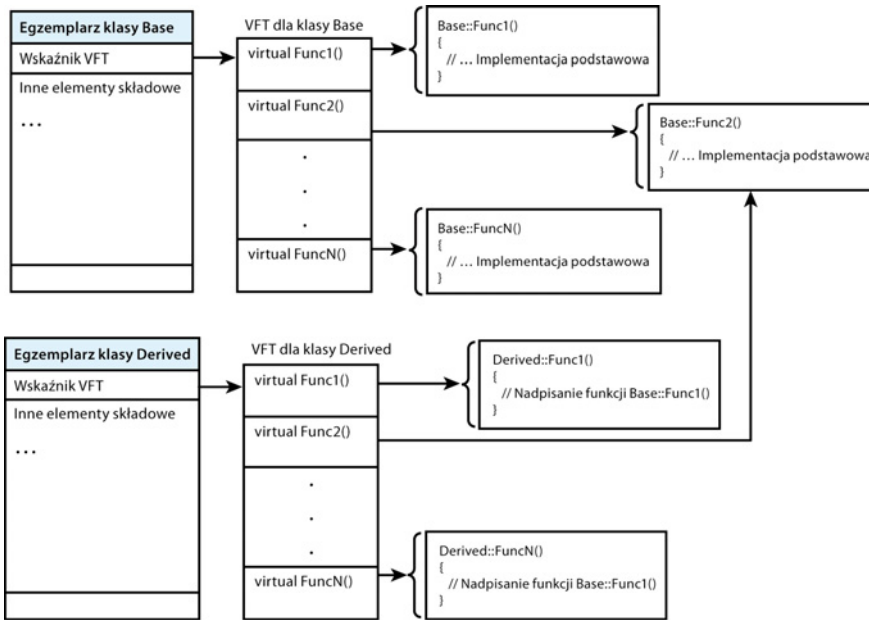 Egzemplarz klasy Base
Wskaźnik VFT
Inne elementy składowe
...
VFT dla klasy Base
virtual Func1()
virtual Func2()
.
.
.
virtual FuncN()
Base::Func1()
{
// ... Implementacja podstawowa
}
Base::Func2()
{
// ... Implementacja podstawowa
}
Base::FuncN()
{
// ... Implementacja podstawowa
}
Egzemplarz klasy Derived
Wskaźnik VFT
Inne elementy składowe
...
VFT dla klasy Derived
virtual Func1()
virtual Func2()
.
.
.
virtual FuncN()
Derived::Func1()
{
// Nadpisanie funkcji Base::Func1()
}
Derived::FuncN()
{
// Nadpisanie funkcji Base::Func1()
}